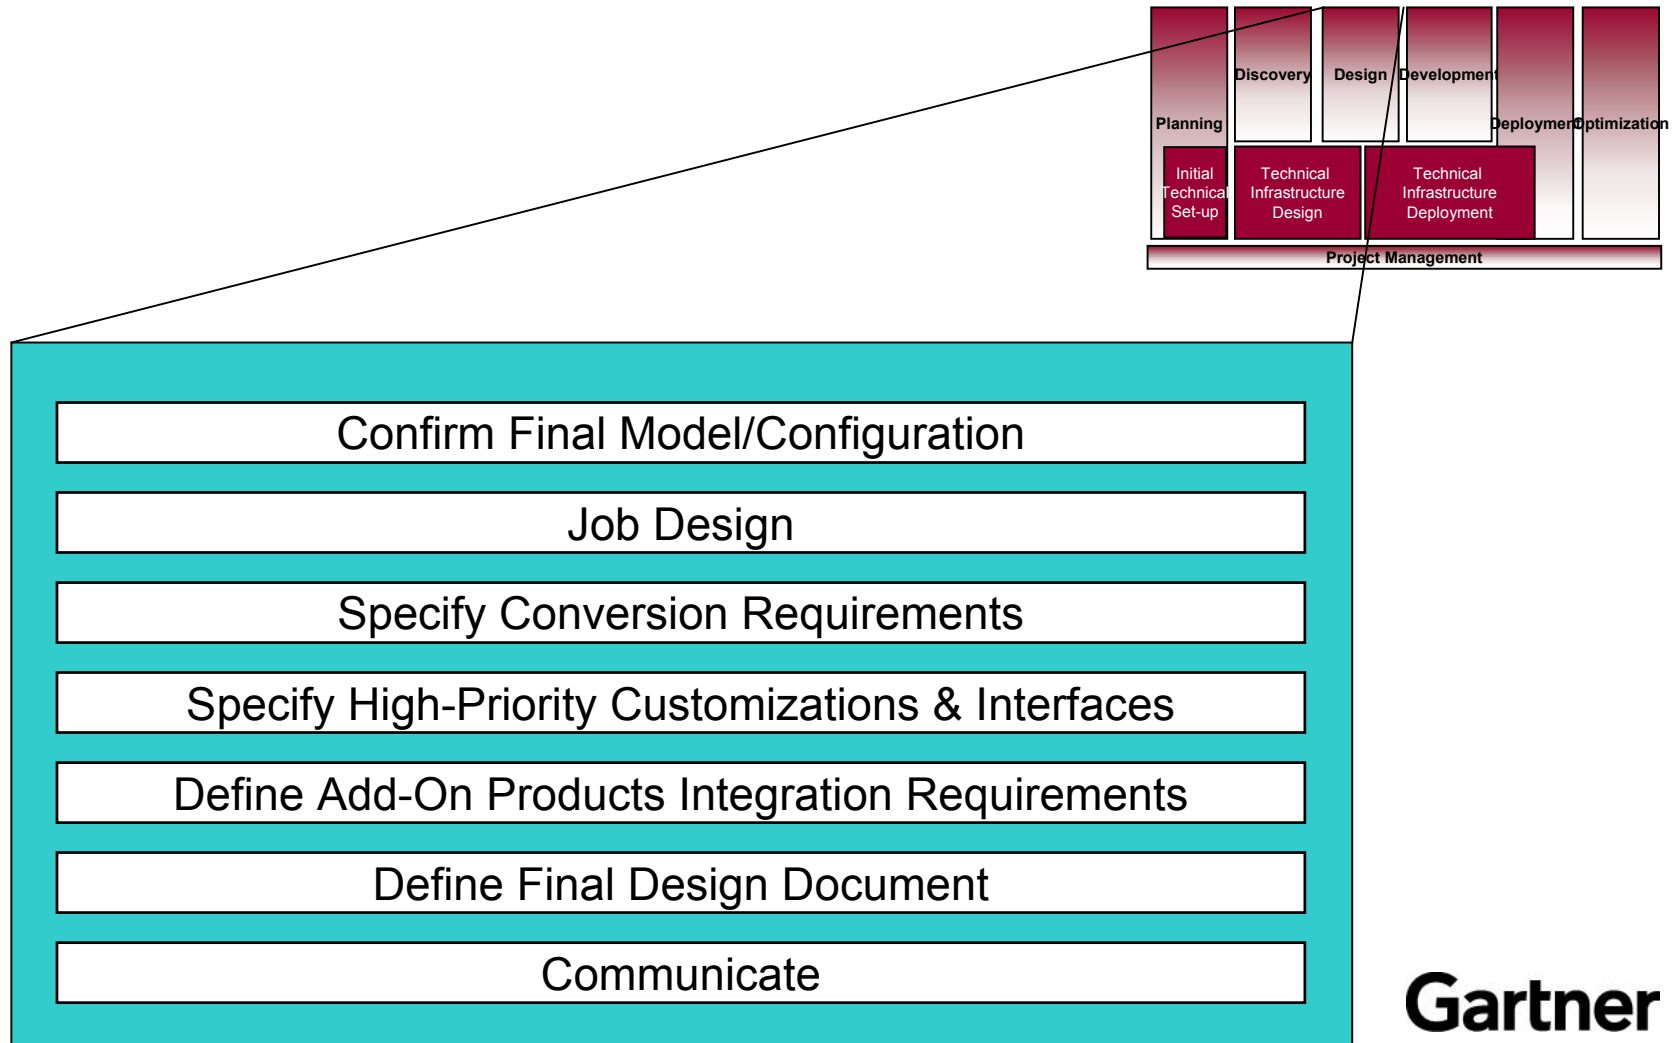 Discovery
Design
Development
Planning
Deployment
Optimization
Initial
Technical
Set-up
Technical
Infrastructure
Design
Technical
Infrastructure
Deployment
Project Management
Confirm Final Model/Configuration
Job Design
Specify Conversion Requirements
Specify High-Priority Customizations & Interfaces
Define Add-On Products Integration Requirements
Define Final Design Document
Communicate
Gartner